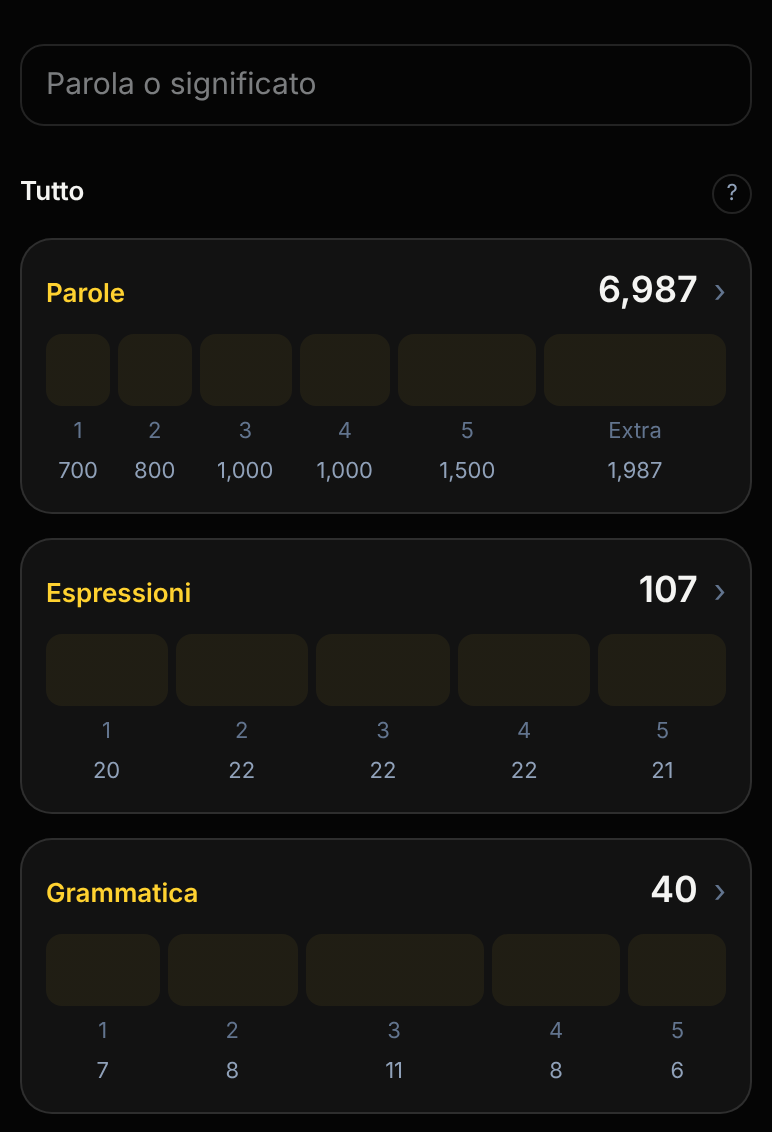 Parola o significato
Tutto ?
Parole 6,987 ›
1 2 3 4 5 Extra
700 800 1,000 1,000 1,500 1,987
Espressioni 107 ›
1 2 3 4 5
20 22 22 22 21
Grammatica 40 ›
1 2 3 4 5
7 8 11 8 6